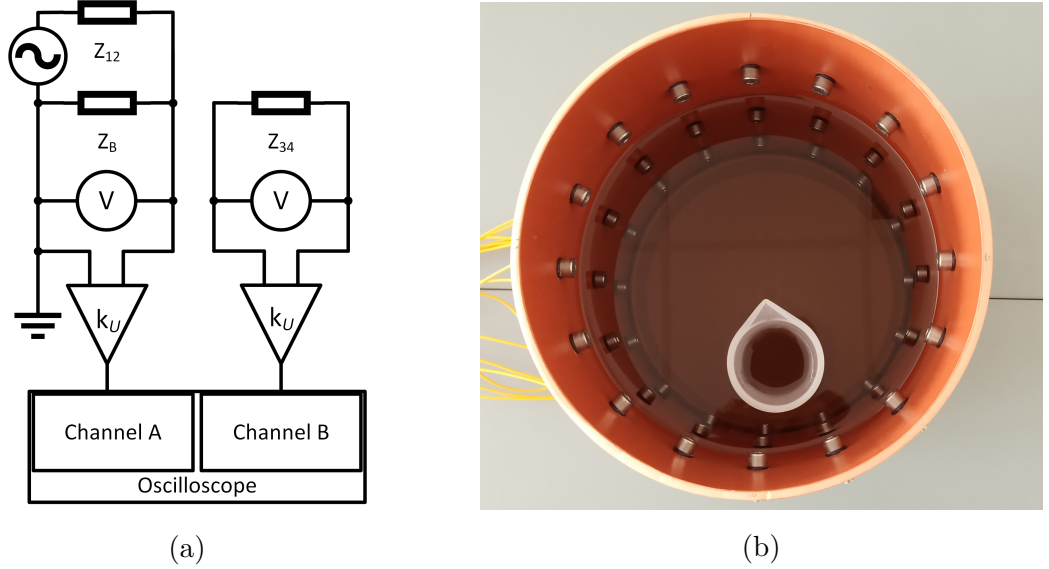 Z12
ZB
Z34
V
V
kU
kU
Channel A
Channel B
Oscilloscope
(a)
(b)